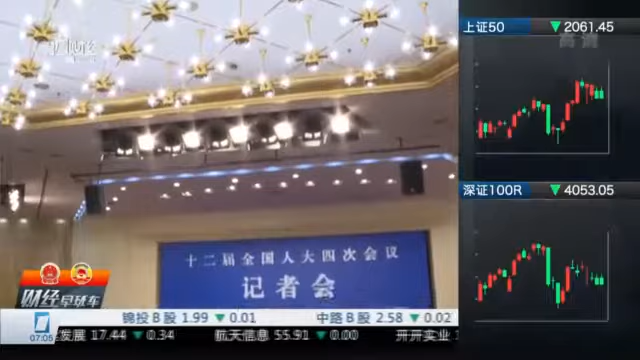 上证50 ▼2061.45
高清
十二届全国人大四次会议
记者会
深证100R ▼4053.05
财经早班车
07:05
锦投B股 1.99 ▼0.01 中路B股 2.58 ▼0.02
发展 17.44 ▼0.34 航天信息 55.91 ▼0.00 开开实业